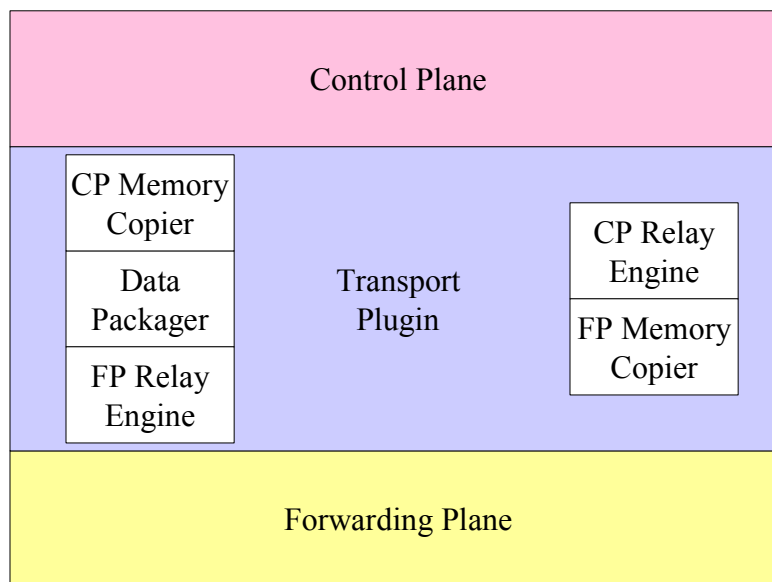 Control Plane
CP Memory
Copier
Data
Packager
FP Relay
Engine
Transport
Plugin
CP Relay
Engine
FP Memory
Copier
Forwarding Plane